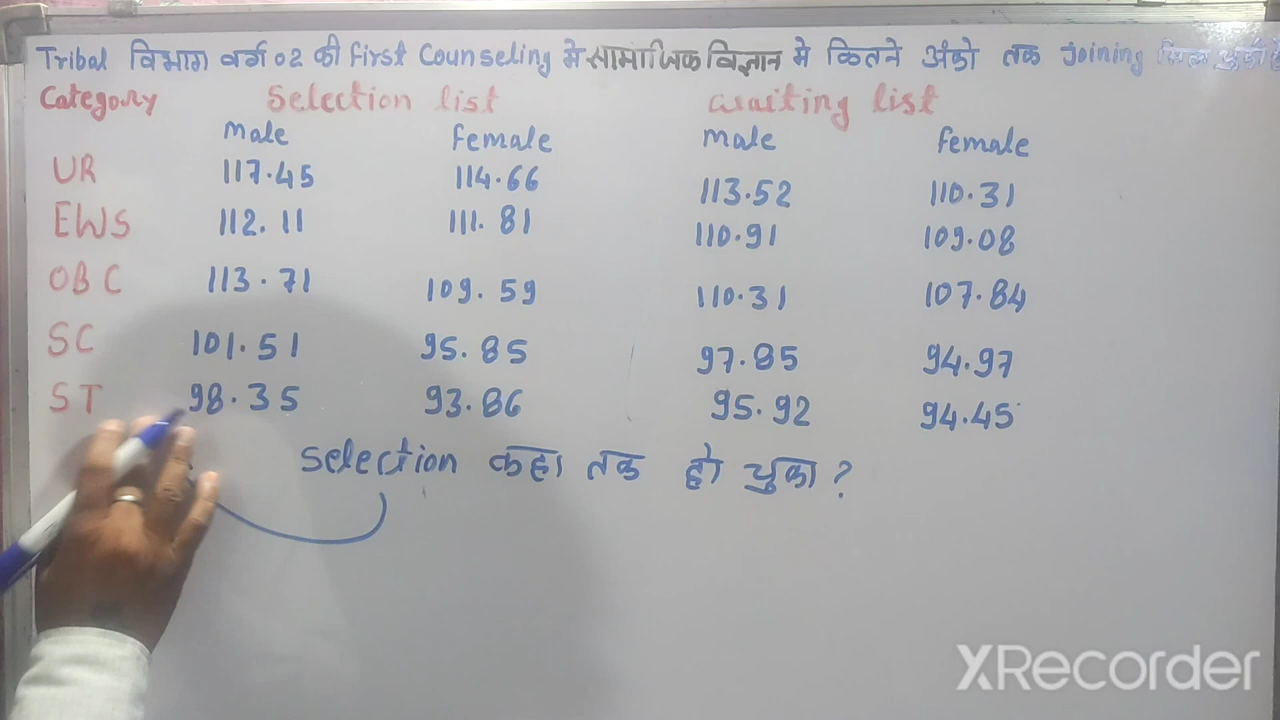 Tribal विभाग वर्ग 02 की First Counseling में सामाजिक विज्ञान मे कितने अंको तक Joining
Category Selection list Waiting list
Male Female Male Female
UR 117.45 114.66 113.52 110.31
EWS 112.11 111.81 110.91 109.08
OBC 113.71 109.59 110.31 107.84
SC 101.51 95.85 97.85 94.97
ST 98.35 93.86 95.92 94.45
Selection कहा तक हो चुका ?
XRecorder